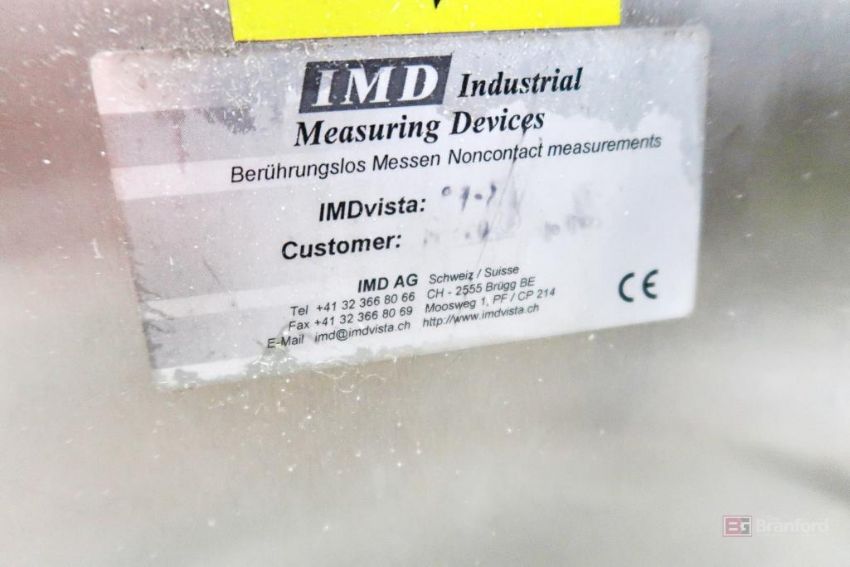 IMD Industrial
Measuring Devices
Berührungslos Messen Noncontact measurements
IMDvista:
Customer:
IMD AG Schweiz / Suisse
Tel +41 32 366 80 66 CH - 2555 Brügg BE
Fax +41 32 366 80 69 Moosweg 1, PF / CP 214
E-Mail imd@imdvista.ch http://www.imdvista.ch
CE
BG Branford